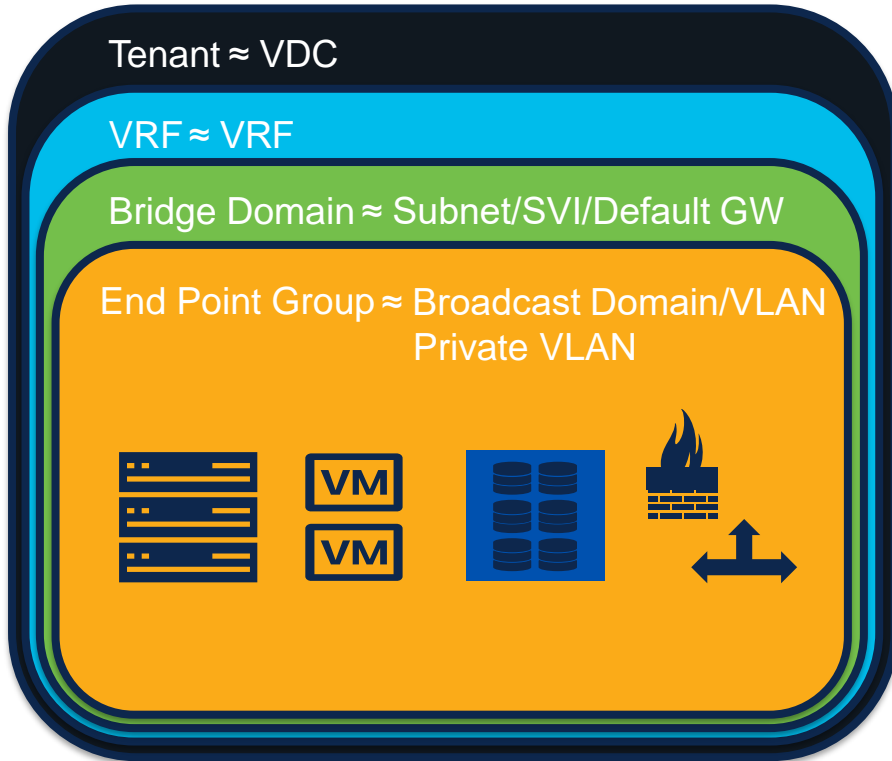 Tenant ≈ VDC
VRF ≈ VRF
Bridge Domain ≈ Subnet/SVI/Default GW
End Point Group ≈ Broadcast Domain/VLAN
Private VLAN
VM
VM